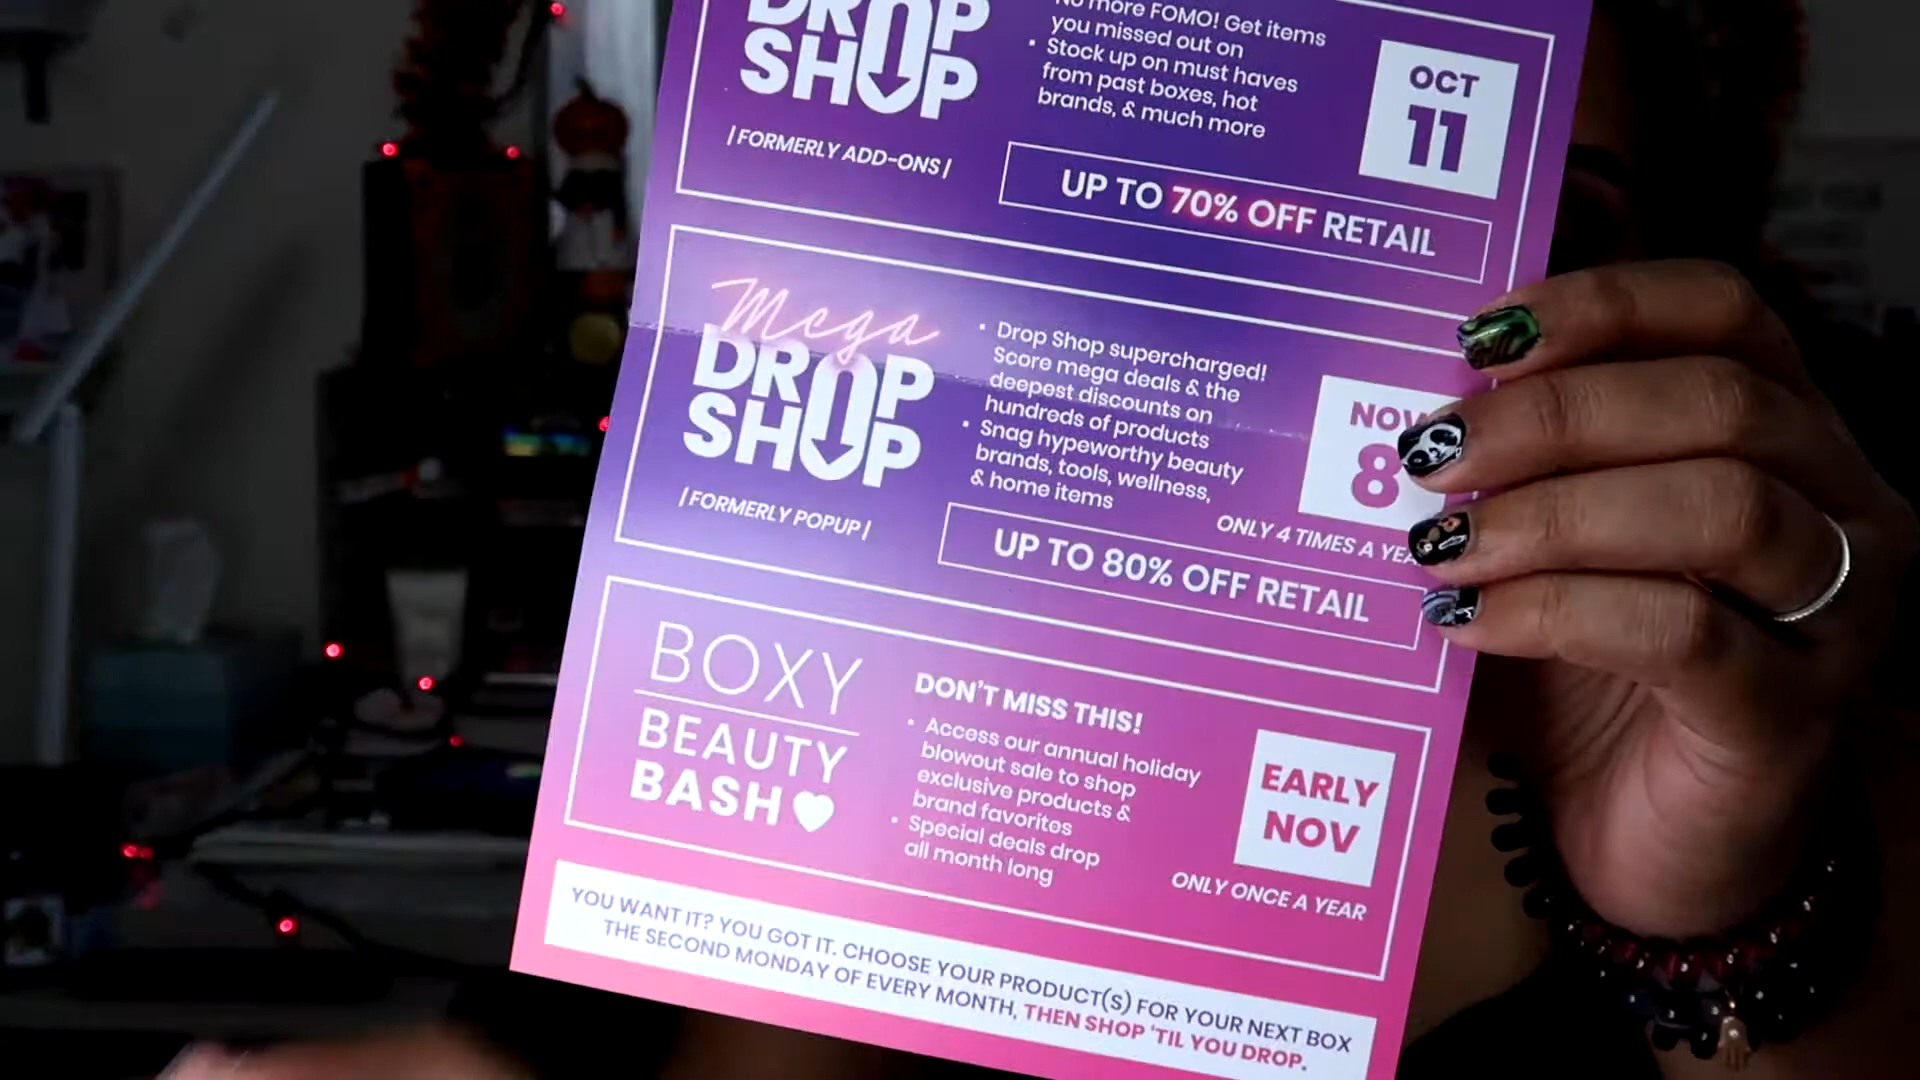 DROP
SHOP
| FORMERLY ADD-ONS |
No more FOMO! Get items
you missed out on
• Stock up on must haves
from past boxes, hot
brands, & much more
OCT
11
UP TO 70% OFF RETAIL
Mega
DROP
SHOP
| FORMERLY POPUP |
• Drop Shop supercharged!
Score mega deals & the
deepest discounts on
hundreds of products
• Snag hypeworthy beauty
brands, tools, wellness,
& home items
NOV
8
ONLY 4 TIMES A YEA
UP TO 80% OFF RETAIL
BOXY
BEAUTY
BASH
DON'T MISS THIS!
• Access our annual holiday
blowout sale to shop
exclusive products &
brand favorites
• Special deals drop
all month long
EARLY
NOV
ONLY ONCE A YEAR
YOU WANT IT? YOU GOT IT. CHOOSE YOUR PRODUCT(S) FOR YOUR NEXT BOX
THE SECOND MONDAY OF EVERY MONTH, THEN SHOP 'TIL YOU DROP.